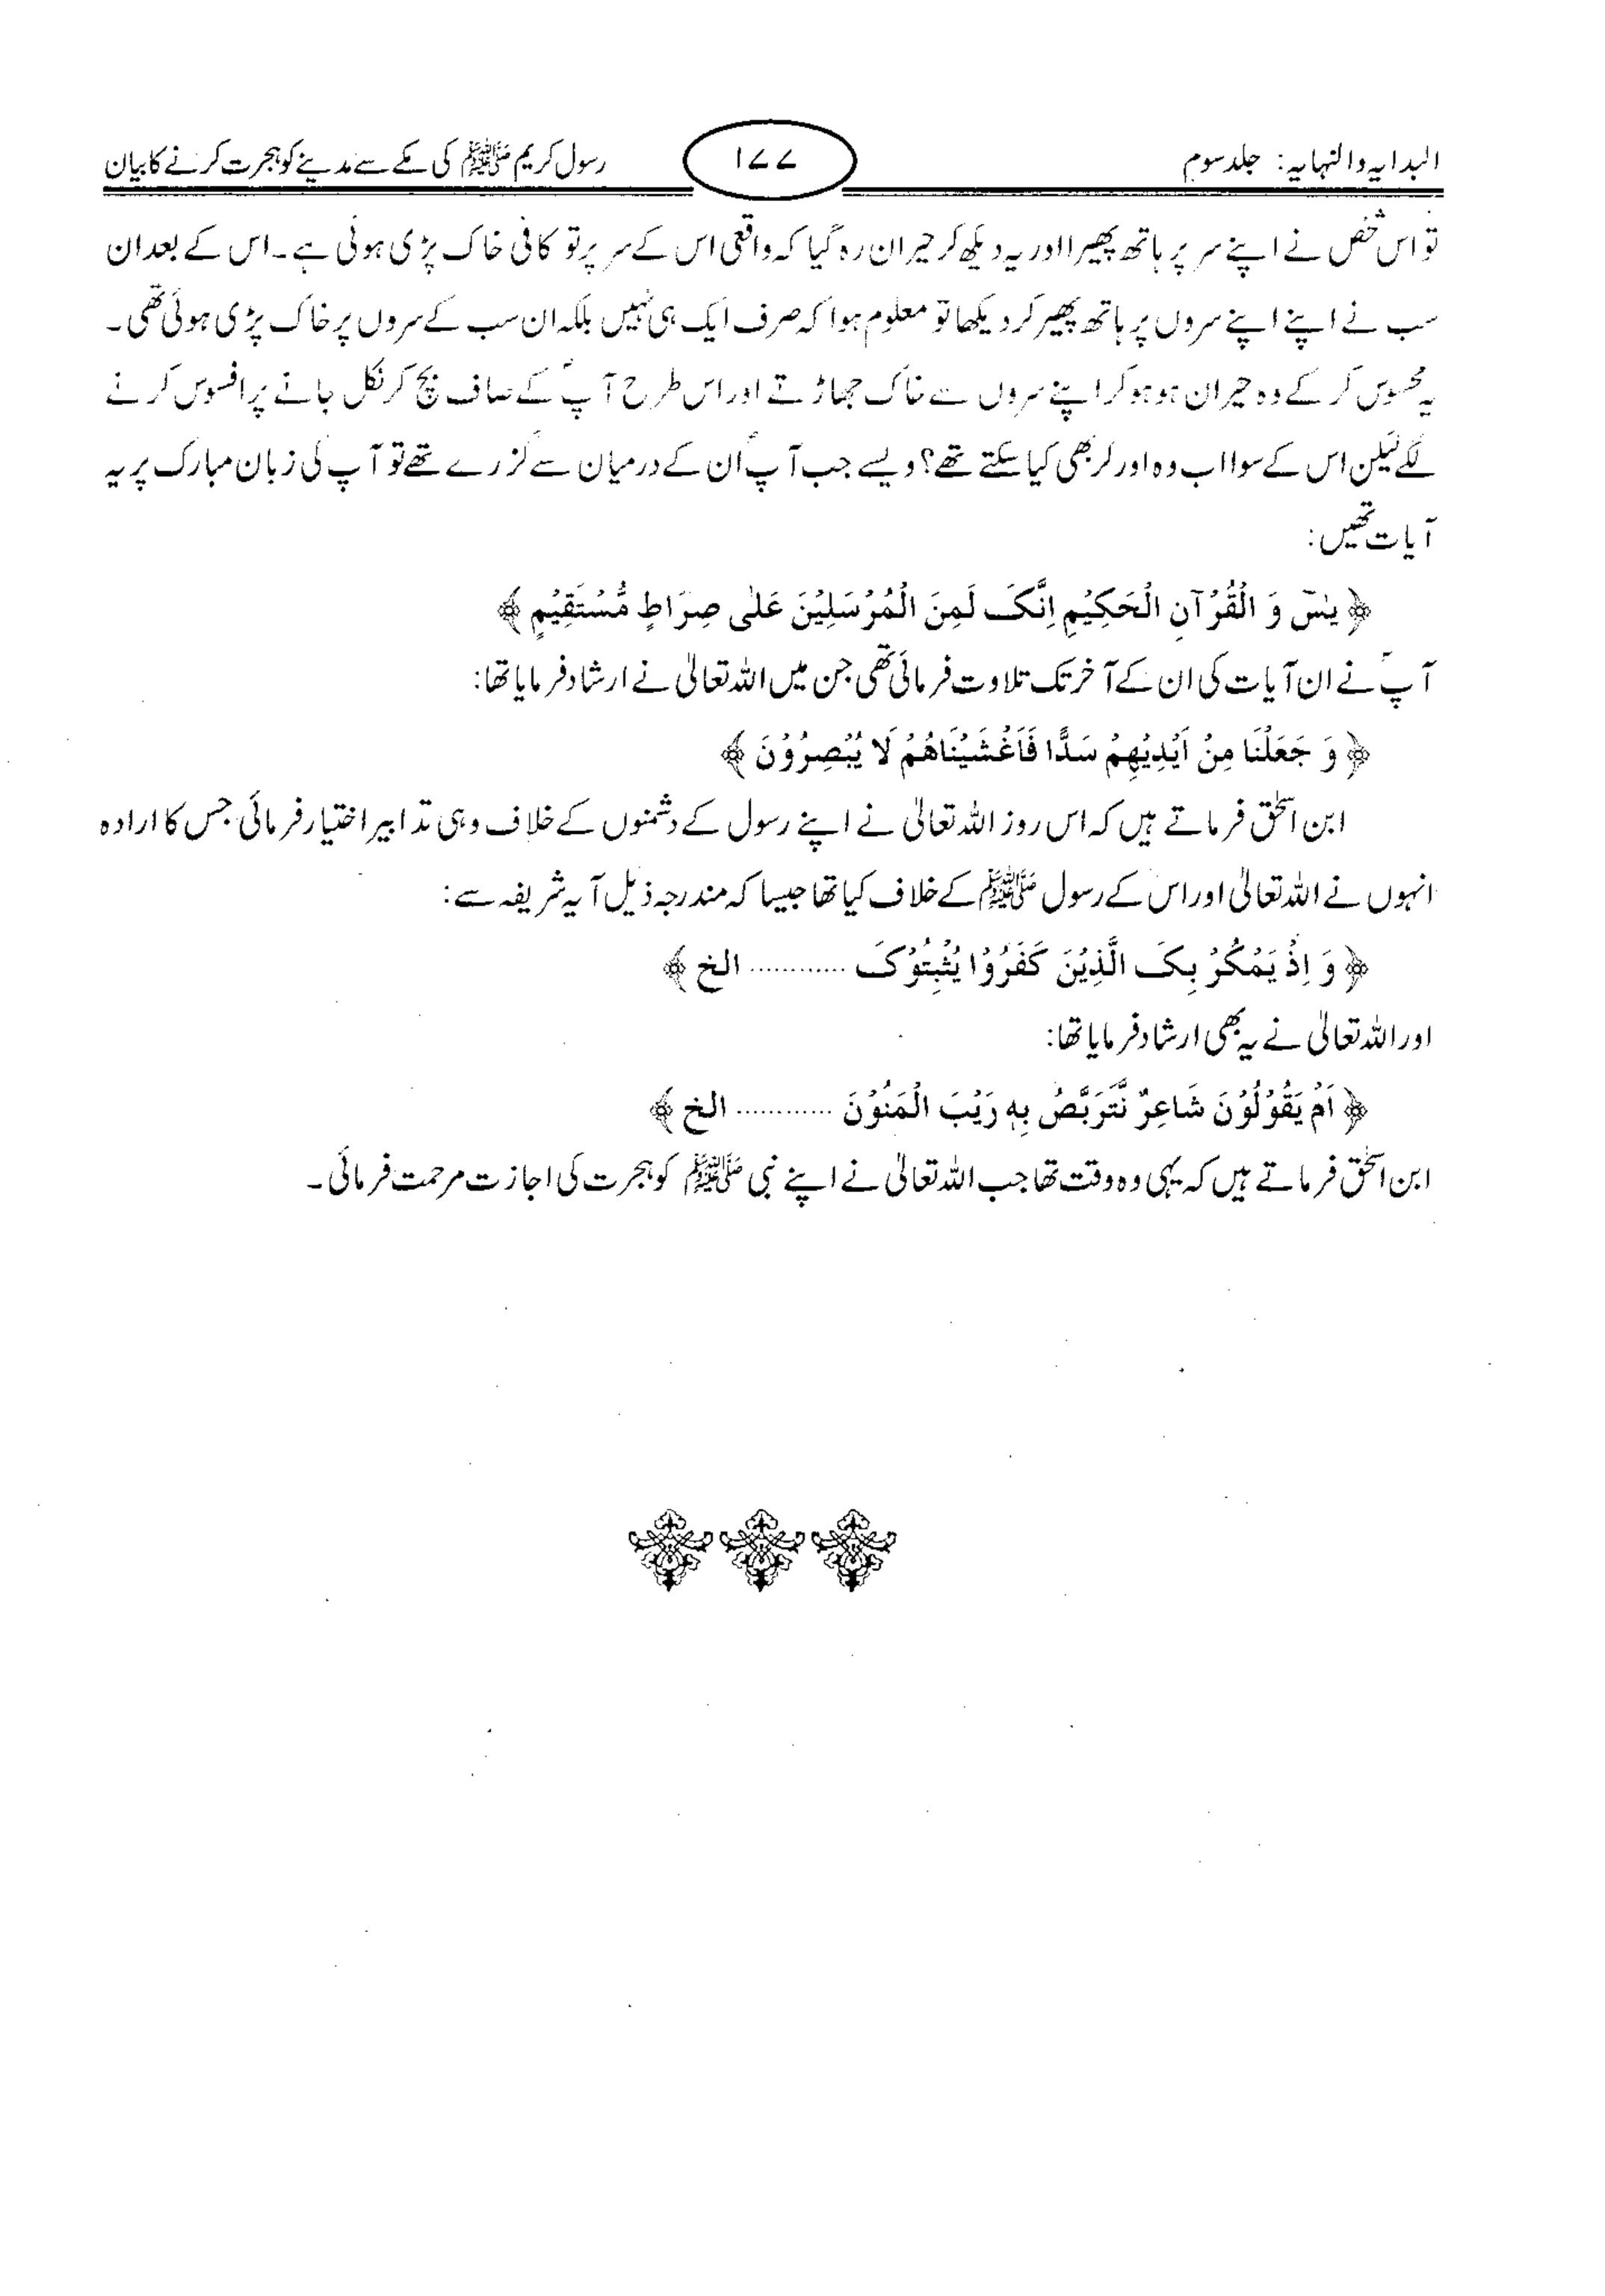 البدایہ والنہایہ: جلد سوم ۱۷۷ رسول کریم ﷺ کی مکے سے مدینے کو ہجرت کرنے کا بیان
تو اس شخص نے اپنے سر پر ہاتھ پھیرا اور یہ دیکھ کر حیران رہ گیا کہ واقعی اس کے سر پر تو کافی خاک پڑی ہوئی ہے۔ اس کے بعد ان
سب نے اپنے اپنے سروں پر ہاتھ پھیر کر دیکھا تو معلوم ہوا کہ صرف ایک ہی نہیں بلکہ ان سب کے سروں پر خاک پڑی ہوئی تھی۔
یہ محسوس کر کے وہ حیران ہو ہو کر اپنے سروں سے خاک جھاڑتے اور اس طرح آپؐ کے صاف بچ کر نکل جانے پر افسوس کرنے
لگے لیکن اس کے سوا اب وہ اور کر بھی کیا سکتے تھے؟ ویسے جب آپؐ ان کے درمیان سے گزر رہے تھے تو آپ کی زبان مبارک پر یہ
آیات تھیں:
﴿ یٰسٓ وَ الْقُرْآنِ الْحَکِیْمِ اِنَّکَ لَمِنَ الْمُرْسَلِیْنَ عَلٰی صِرَاطٍ مُّسْتَقِیْمٍ ﴾
آپؐ نے ان آیات کی ان کے آخر تک تلاوت فرمائی تھی جن میں اللہ تعالیٰ نے ارشاد فرمایا تھا:
﴿ وَ جَعَلْنَا مِنْ اَیْدِیْهِمْ سَدًّا فَاَغْشَیْنَاهُمْ لَا یُبْصِرُوْنَ ﴾
ابن اسحٰق فرماتے ہیں کہ اس روز اللہ تعالیٰ نے اپنے رسول کے دشمنوں کے خلاف وہی تدابیر اختیار فرمائی جس کا ارادہ
انہوں نے اللہ تعالیٰ اور اس کے رسول ﷺ کے خلاف کیا تھا جیسا کہ مندرجہ ذیل آیہ شریفہ سے:
﴿ وَ اِذْ یَمْکُرُ بِکَ الَّذِیْنَ کَفَرُوْا یُثْبِتُوْکَ ............ الخ ﴾
اور اللہ تعالیٰ نے یہ بھی ارشاد فرمایا تھا:
﴿ اَمْ یَقُوْلُوْنَ شَاعِرٌ نَّتَرَبَّصُ بِهٖ رَیْبَ الْمَنُوْنَ ............ الخ ﴾
ابن اسحٰق فرماتے ہیں کہ یہی وہ وقت تھا جب اللہ تعالیٰ نے اپنے نبی ﷺ کو ہجرت کی اجازت مرحمت فرمائی۔